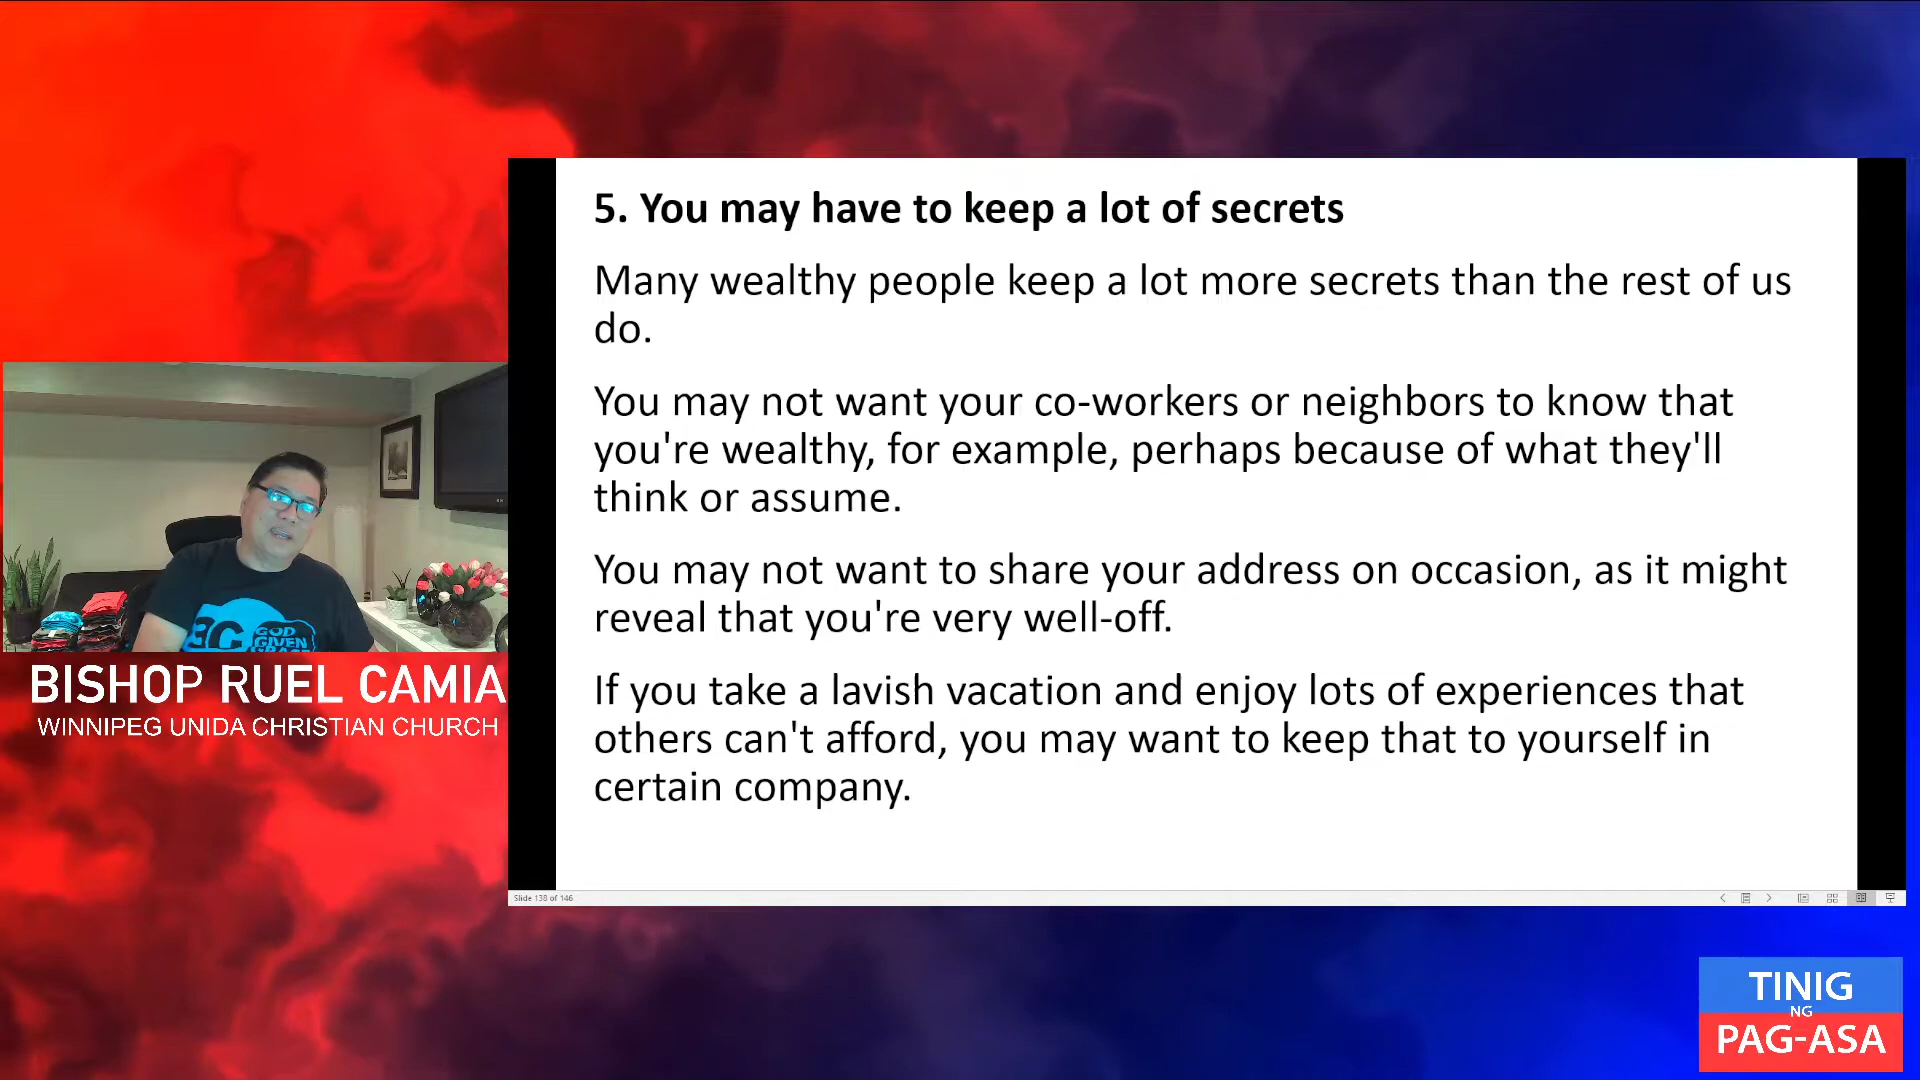 5. You may have to keep a lot of secrets
Many wealthy people keep a lot more secrets than the rest of us
do.
You may not want your co-workers or neighbors to know that
you're wealthy, for example, perhaps because of what they'll
think or assume.
You may not want to share your address on occasion, as it might
reveal that you're very well-off.
If you take a lavish vacation and enjoy lots of experiences that
others can't afford, you may want to keep that to yourself in
certain company.
Slide 138 of 146
3G GOD
GIVEN
GRACE
BISHOP RUEL CAMIA
WINNIPEG UNIDA CHRISTIAN CHURCH
TINIG
NG
PAG-ASA